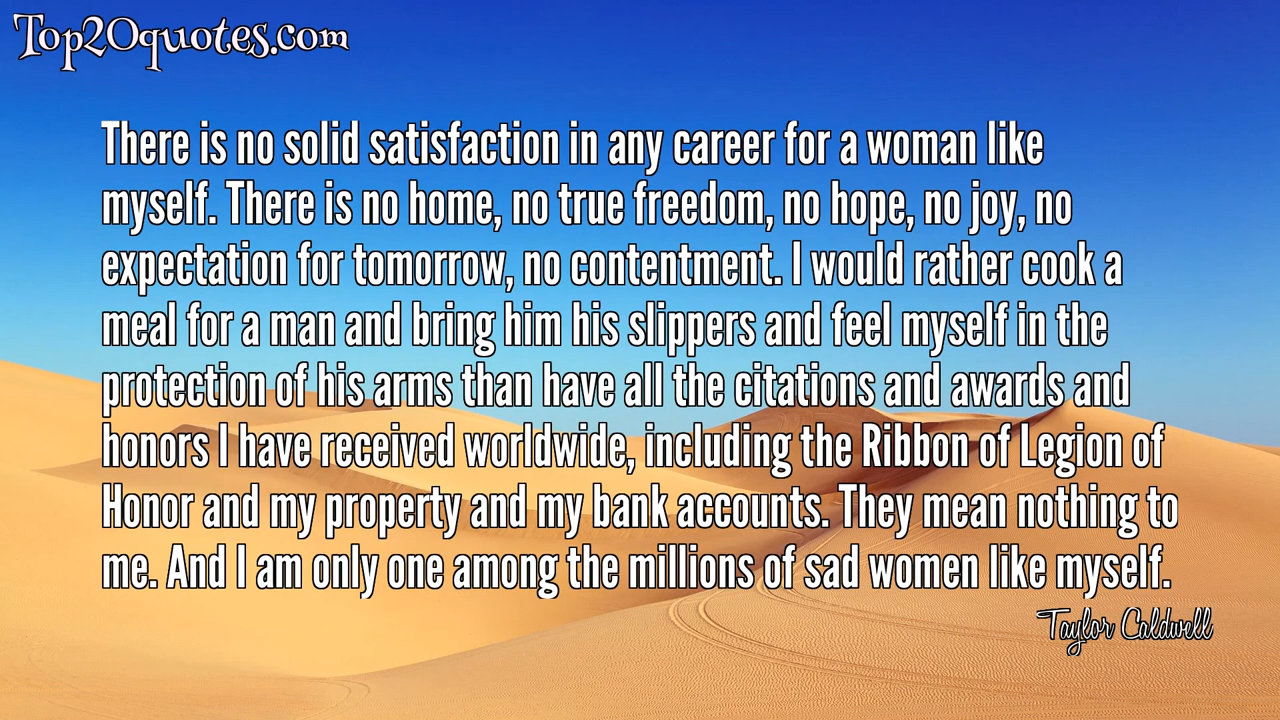 Top20quotes.com
There is no solid satisfaction in any career for a woman like
myself. There is no home, no true freedom, no hope, no joy, no
expectation for tomorrow, no contentment. I would rather cook a
meal for a man and bring him his slippers and feel myself in the
protection of his arms than have all the citations and awards and
honors I have received worldwide, including the Ribbon of Legion of
Honor and my property and my bank accounts. They mean nothing to
me. And I am only one among the millions of sad women like myself.
Taylor Caldwell